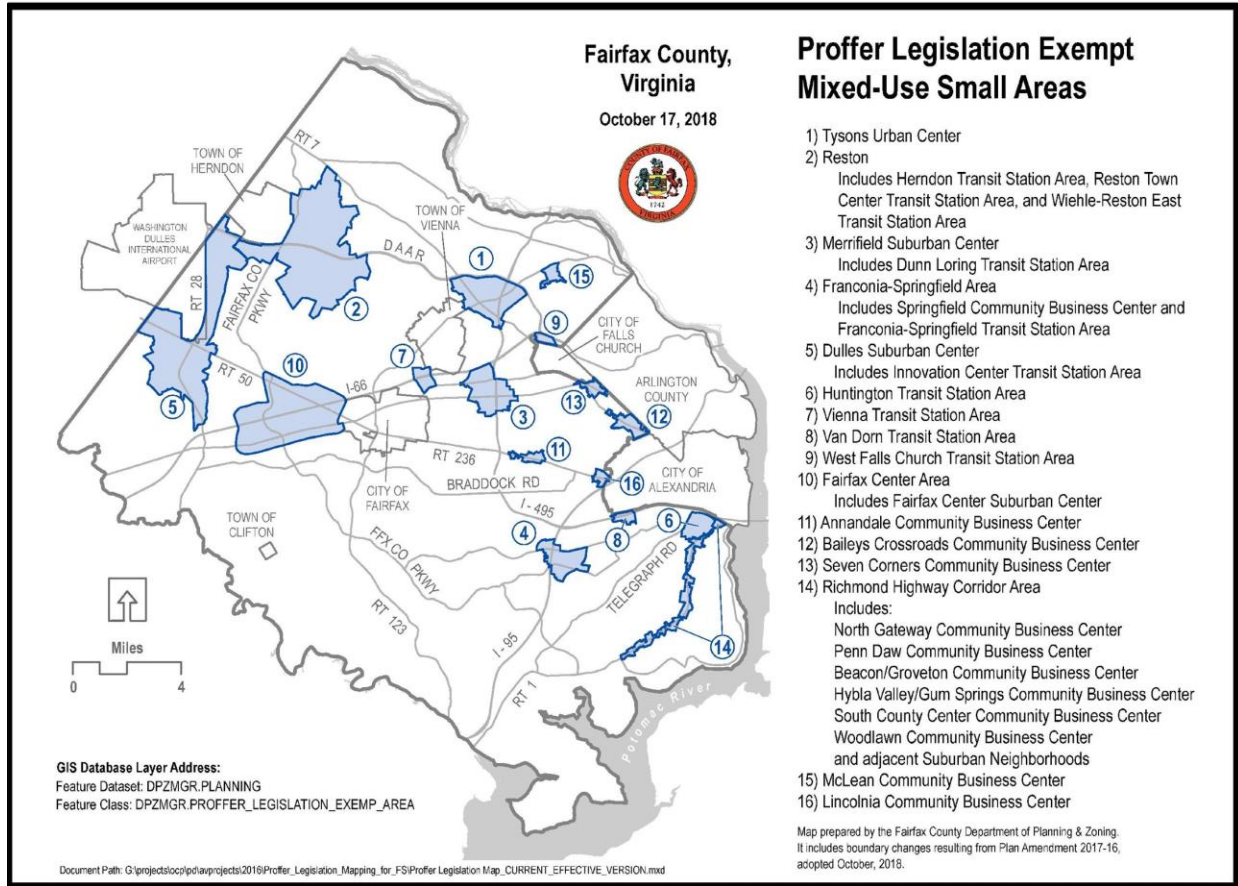 Fairfax County,
Virginia
October 17, 2018
COUNTY OF FAIRFAX
1742
VIRGINIA
Proffer Legislation Exempt
Mixed-Use Small Areas
1) Tysons Urban Center
2) Reston
Includes Herndon Transit Station Area, Reston Town
Center Transit Station Area, and Wiehle-Reston East
Transit Station Area
3) Merrifield Suburban Center
Includes Dunn Loring Transit Station Area
4) Franconia-Springfield Area
Includes Springfield Community Business Center and
Franconia-Springfield Transit Station Area
5) Dulles Suburban Center
Includes Innovation Center Transit Station Area
6) Huntington Transit Station Area
7) Vienna Transit Station Area
8) Van Dorn Transit Station Area
9) West Falls Church Transit Station Area
10) Fairfax Center Area
Includes Fairfax Center Suburban Center
11) Annandale Community Business Center
12) Baileys Crossroads Community Business Center
13) Seven Corners Community Business Center
14) Richmond Highway Corridor Area
Includes:
North Gateway Community Business Center
Penn Daw Community Business Center
Beacon/Groveton Community Business Center
Hybla Valley/Gum Springs Community Business Center
South County Center Community Business Center
Woodlawn Community Business Center
and adjacent Suburban Neighborhoods
15) McLean Community Business Center
16) Lincolnia Community Business Center
Map prepared by the Fairfax County Department of Planning & Zoning.
It includes boundary changes resulting from Plan Amendment 2017-16,
adopted October, 2018.
RT 7
TOWN OF
HERNDON
WASHINGTON
DULLES
INTERNATIONAL
AIRPORT
TOWN OF
VIENNA
DAAR
1
15
RT 28
FAIRFAX CO
PKWY
2
9
CITY OF
FALLS
CHURCH
7
10
RT 50
I-66
5
3
13
ARLINGTON
COUNTY
12
11
RT 236
BRADDOCK RD
16
CITY OF
ALEXANDRIA
CITY OF
FAIRFAX
I - 495
TOWN OF
CLIFTON
4
8
6
FFX CO PKWY
TELEGRAPH RD
RT 123
I - 95
14
RT 1
Potomac River
Miles
0 4
GIS Database Layer Address:
Feature Dataset: DPZMGR.PLANNING
Feature Class: DPZMGR.PROFFER_LEGISLATION_EXEMP_AREA
Document Path: G:\projects\ocp\pd\avprojects\2016\Proffer_Legislation_Mapping_for_FS\Proffer Legislation Map_CURRENT_EFFECTIVE_VERSION.mxd